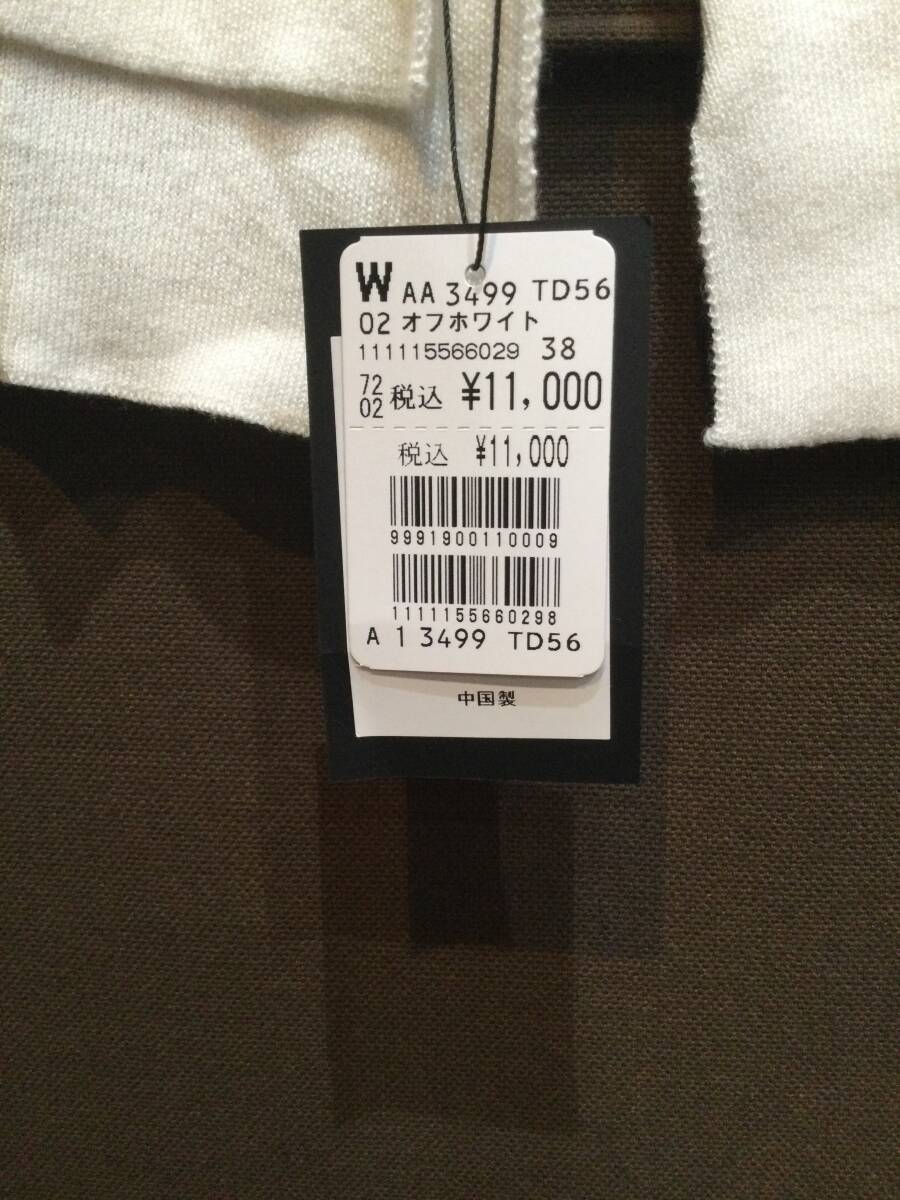 W AA 3499 TD56
02 オフホワイト
111115566029 38
72
02 税込 ¥11,000
税込 ¥11,000
9991900110009
1111155660298
A 1 3499 TD56
中国製